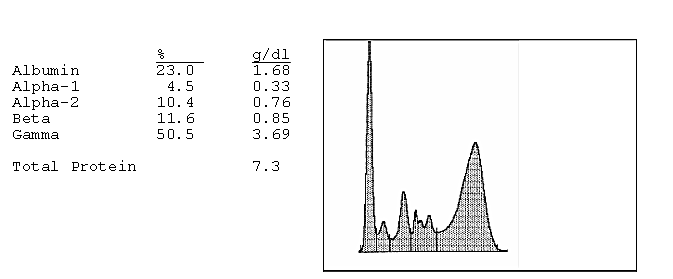 % g/dl
Albumin 23.0 1.68
Alpha-1 4.5 0.33
Alpha-2 10.4 0.76
Beta 11.6 0.85
Gamma 50.5 3.69
Total Protein 7.3